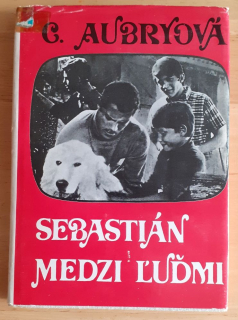 C. AUBRYOVÁ
SEBASTIÁN
MEDZI ĽUĎMI